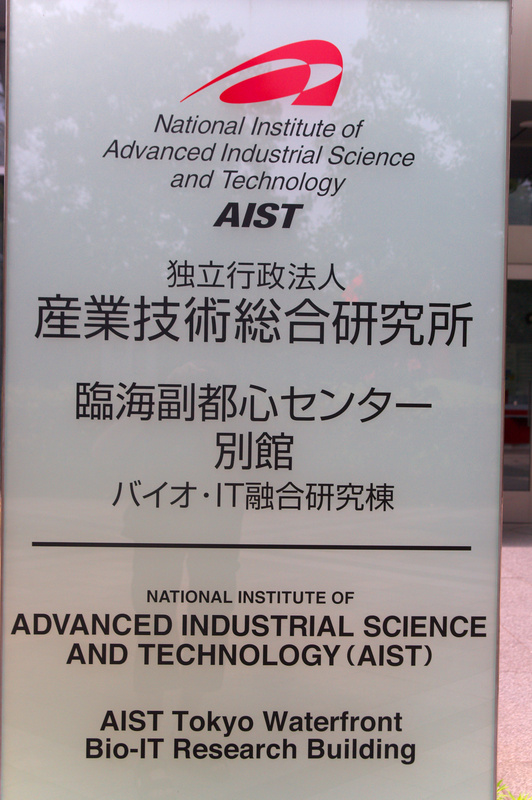 National Institute of
Advanced Industrial Science
and Technology
AIST
独立行政法人
産業技術総合研究所
臨海副都心センター
別館
バイオ・IT融合研究棟
NATIONAL INSTITUTE OF
ADVANCED INDUSTRIAL SCIENCE
AND TECHNOLOGY(AIST)
AIST Tokyo Waterfront
Bio-IT Research Building